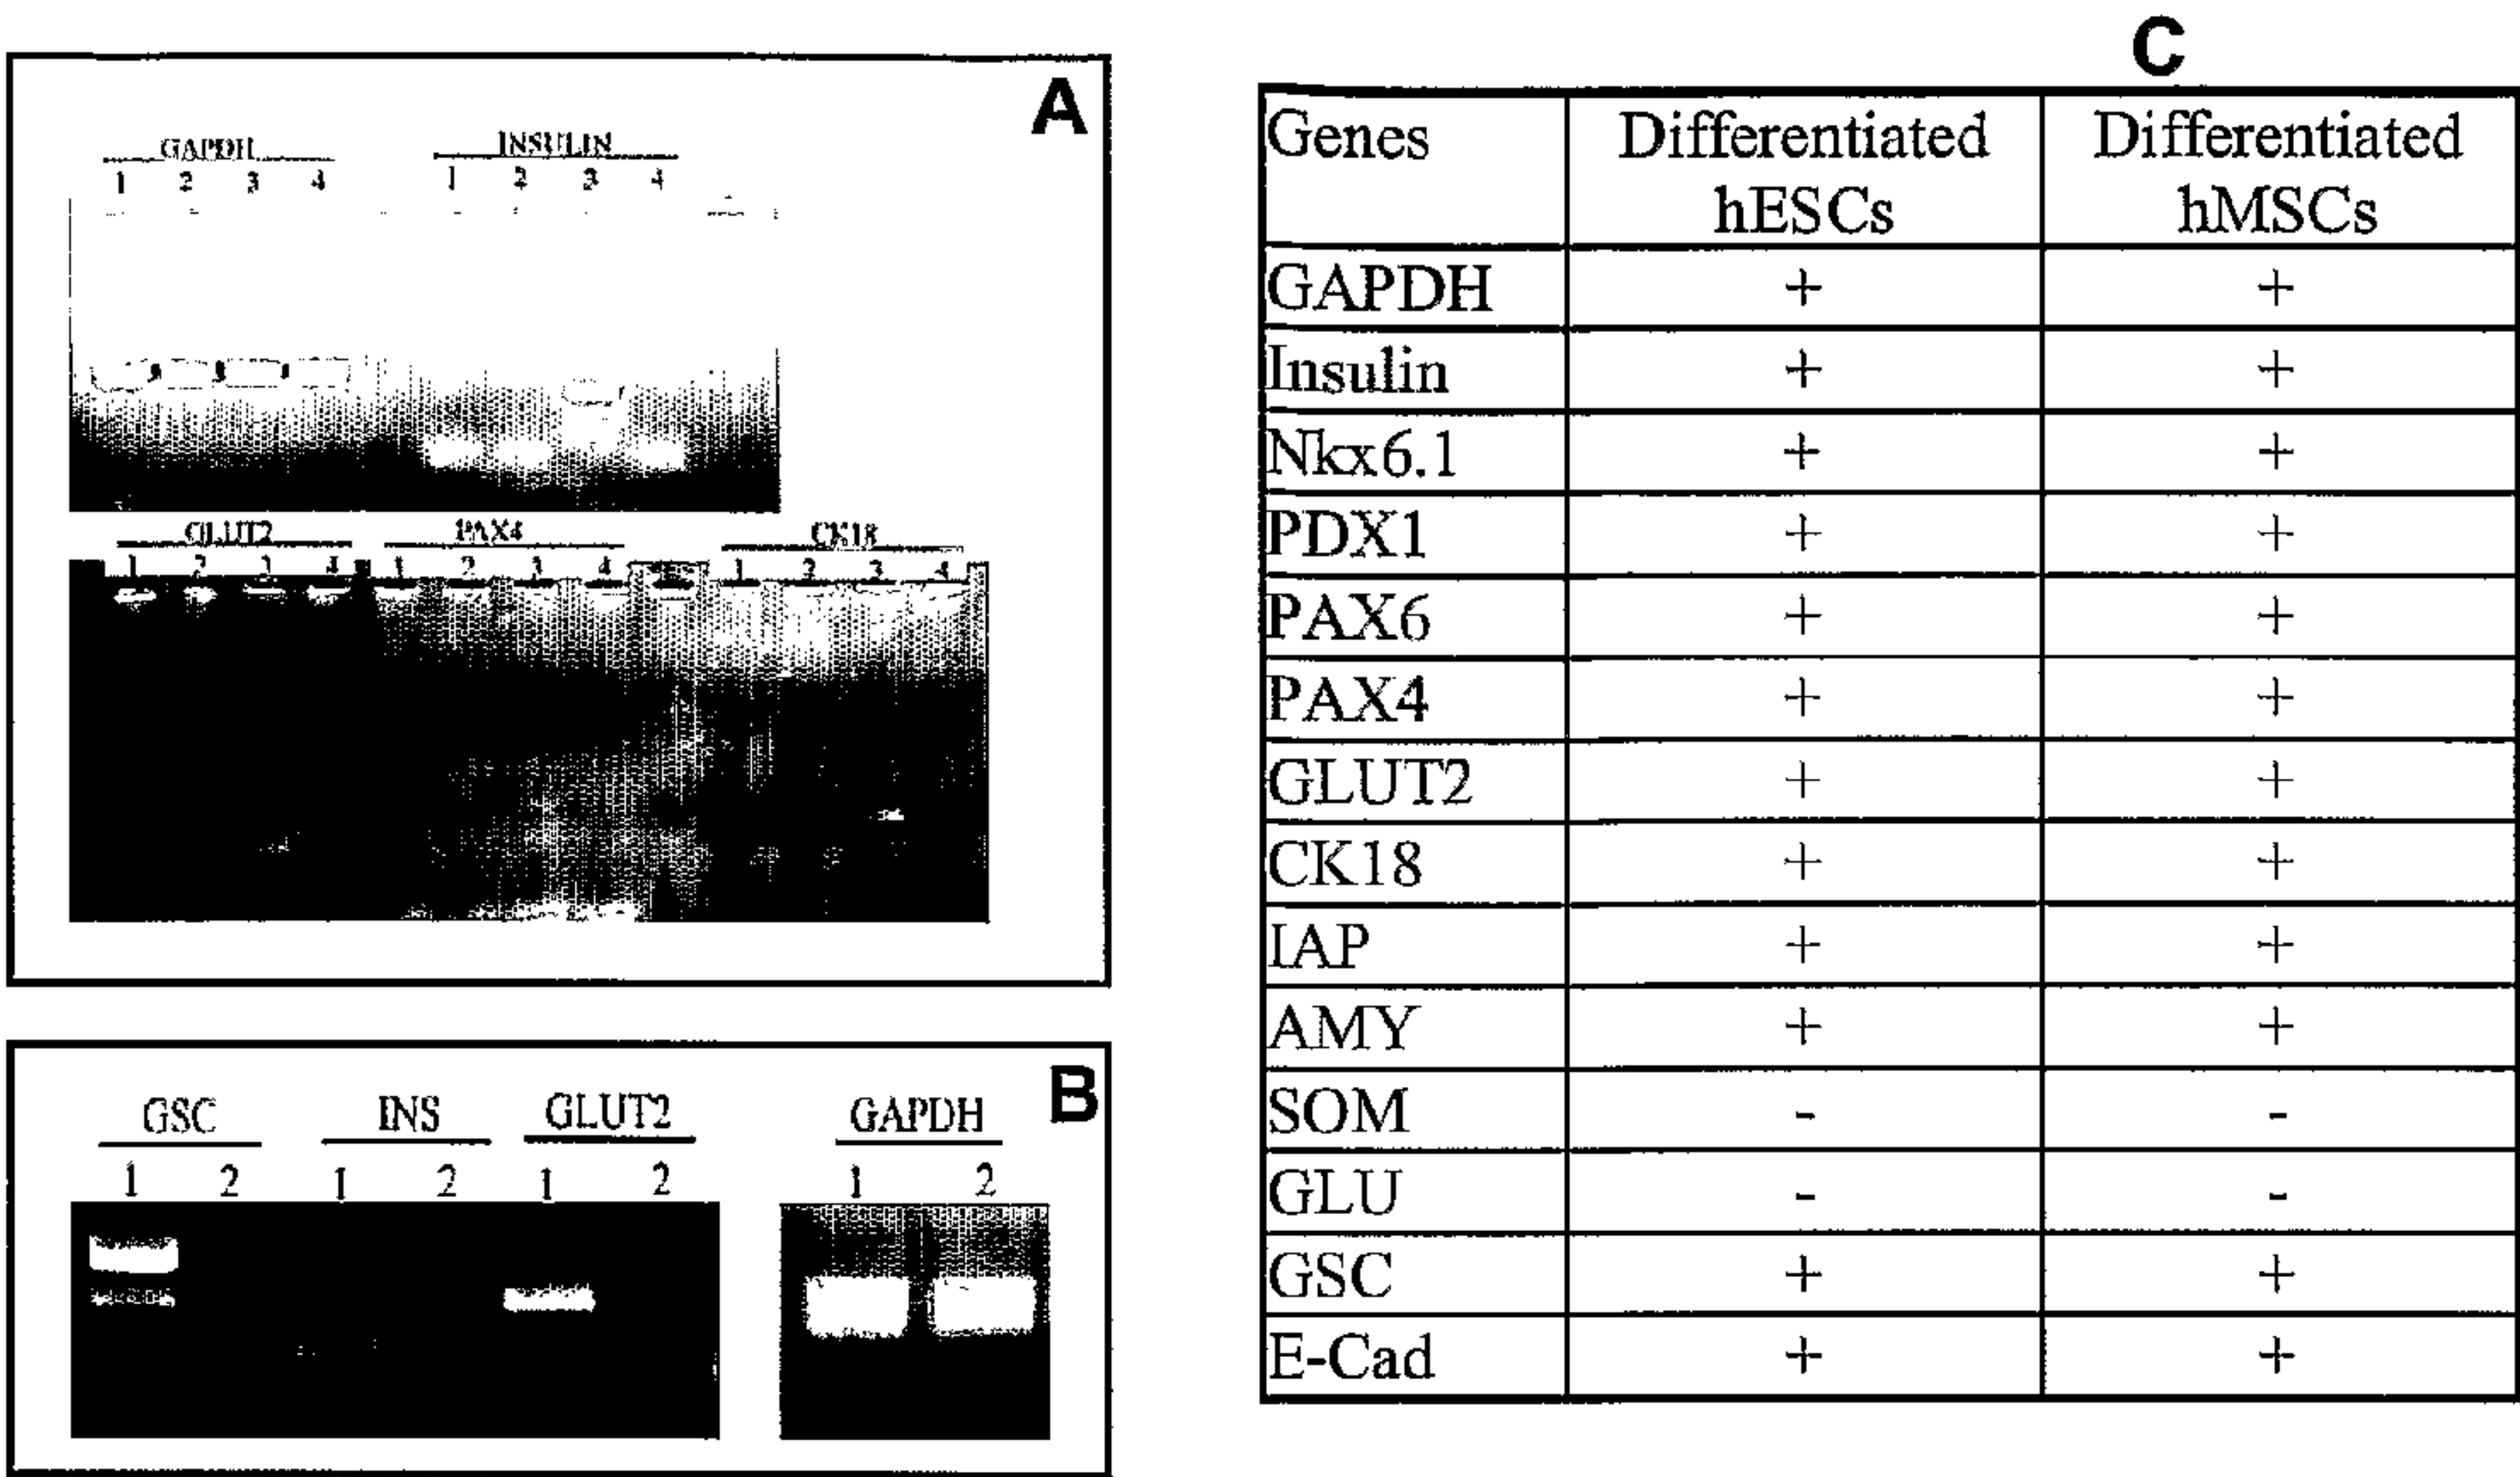 A
GAPDH INSULIN
1 2 3 4 1 2 3 4
GLUT2 PAX4 CK18
1 2 3 4 1 2 3 4 1 2 3 4
B
GSC INS GLUT2 GAPDH
1 2 1 2 1 2 1 2
C
Genes Differentiated hESCs Differentiated hMSCs
GAPDH + +
Insulin + +
Nkx6.1 + +
PDX1 + +
PAX6 + +
PAX4 + +
GLUT2 + +
CK18 + +
IAP + +
AMY + +
SOM - -
GLU - -
GSC + +
E-Cad + +